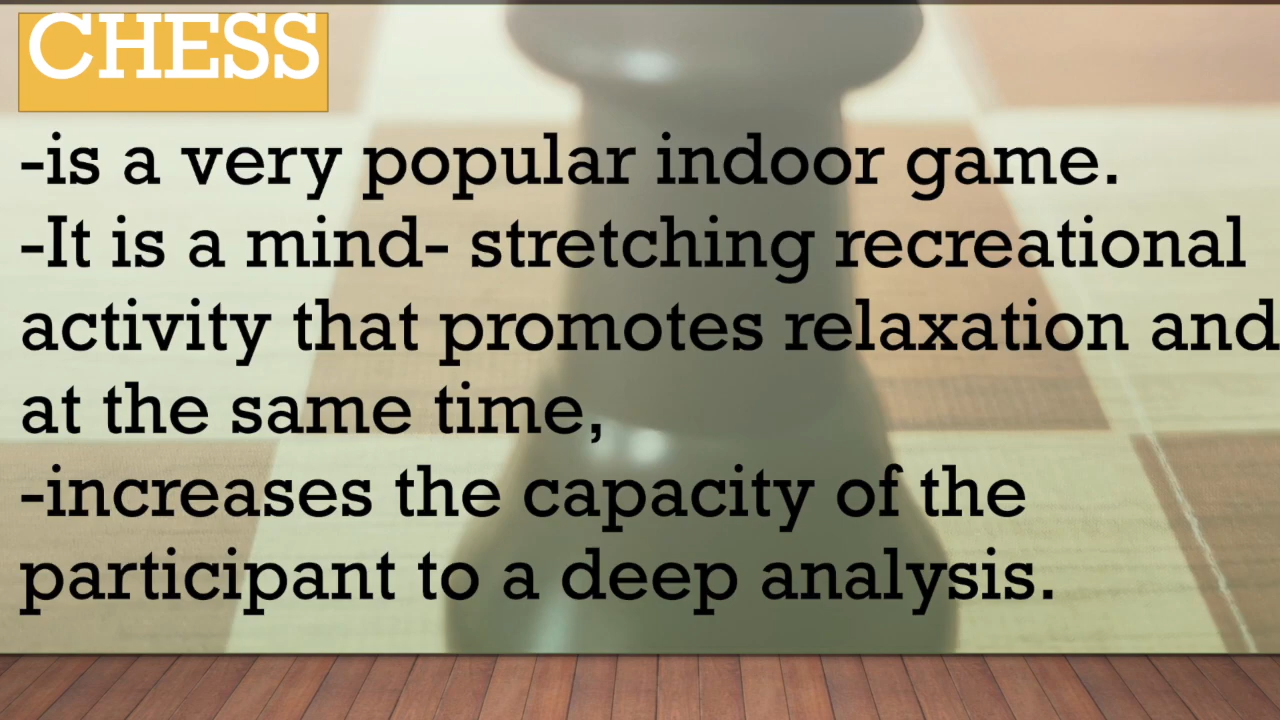 CHESS
-is a very popular indoor game.
-It is a mind- stretching recreational
activity that promotes relaxation and
at the same time,
-increases the capacity of the
participant to a deep analysis.